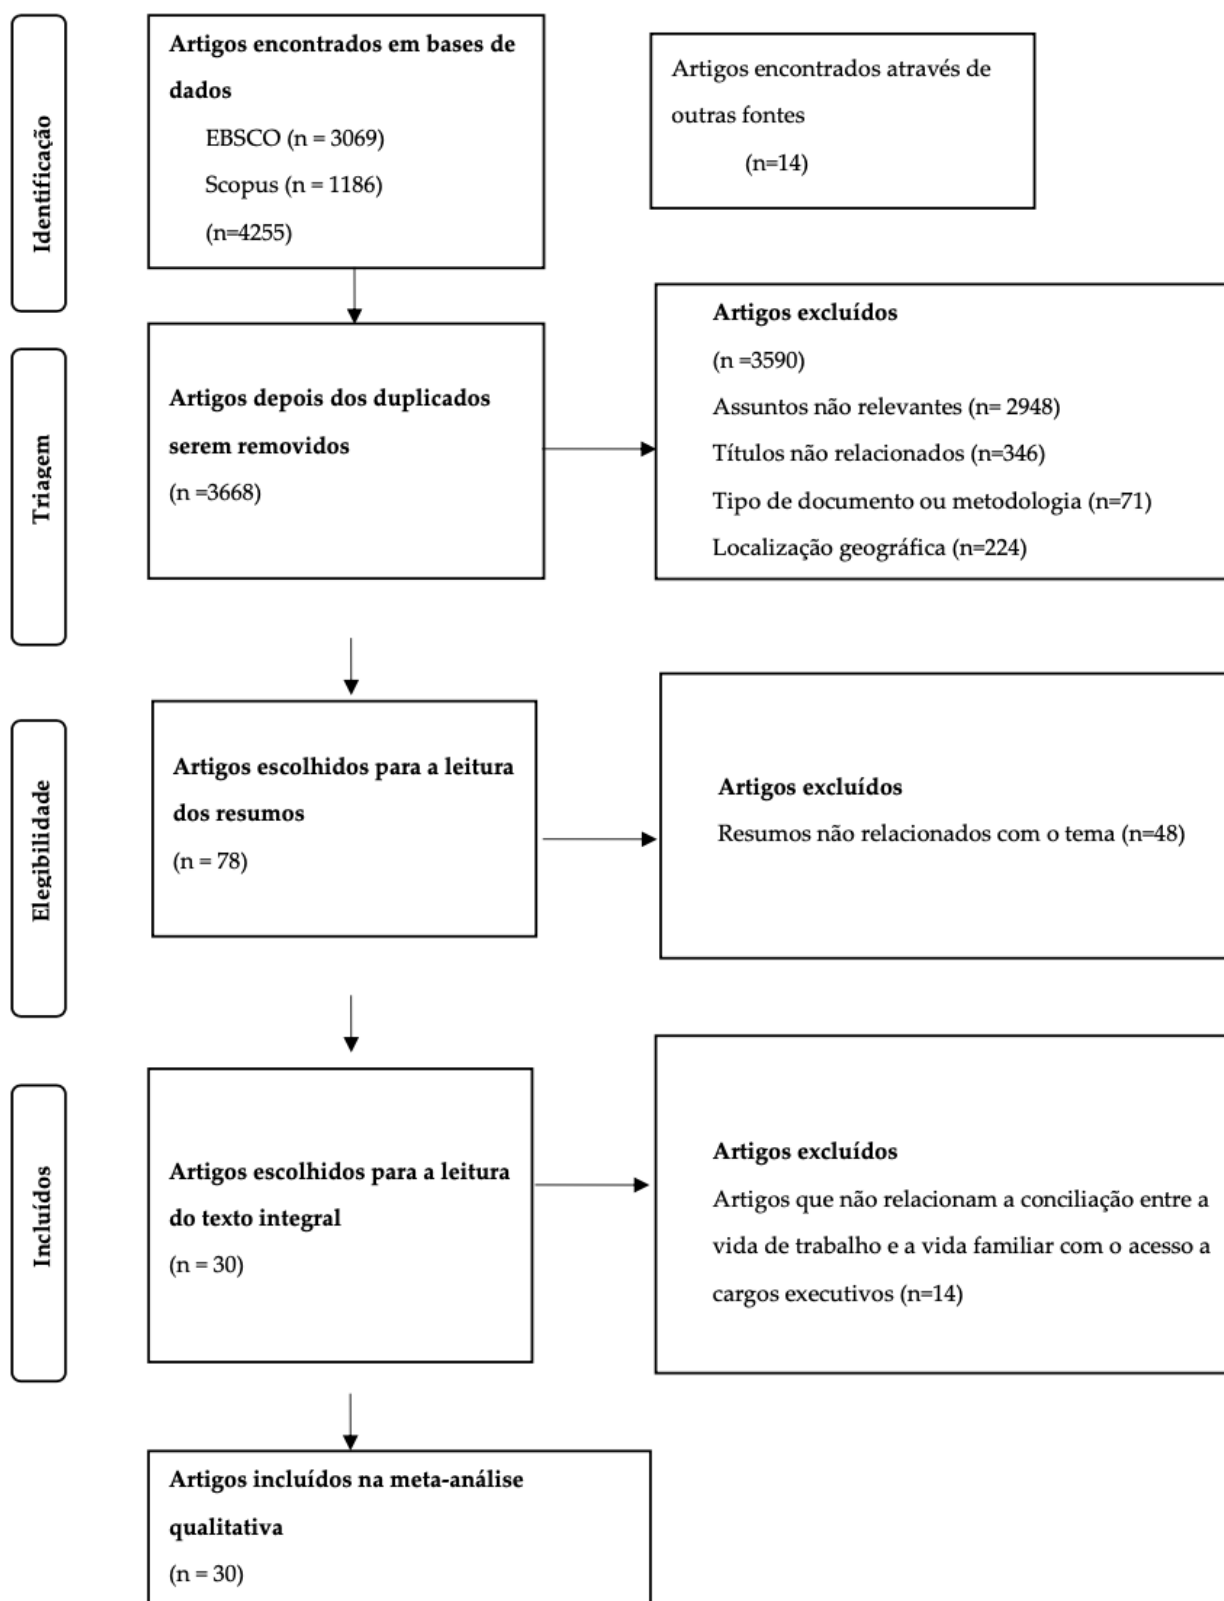 Identificação
Artigos encontrados em bases de
dados
EBSCO (n = 3069)
Scopus (n = 1186)
(n=4255)
Artigos encontrados através de
outras fontes
(n=14)
Triagem
Artigos depois dos duplicados
serem removidos
(n =3668)
Artigos excluídos
(n =3590)
Assuntos não relevantes (n= 2948)
Títulos não relacionados (n=346)
Tipo de documento ou metodologia (n=71)
Localização geográfica (n=224)
Elegibilidade
Artigos escolhidos para a leitura
dos resumos
(n = 78)
Artigos excluídos
Resumos não relacionados com o tema (n=48)
Incluídos
Artigos escolhidos para a leitura
do texto integral
(n = 30)
Artigos excluídos
Artigos que não relacionam a conciliação entre a
vida de trabalho e a vida familiar com o acesso a
cargos executivos (n=14)
Artigos incluídos na meta-análise
qualitativa
(n = 30)